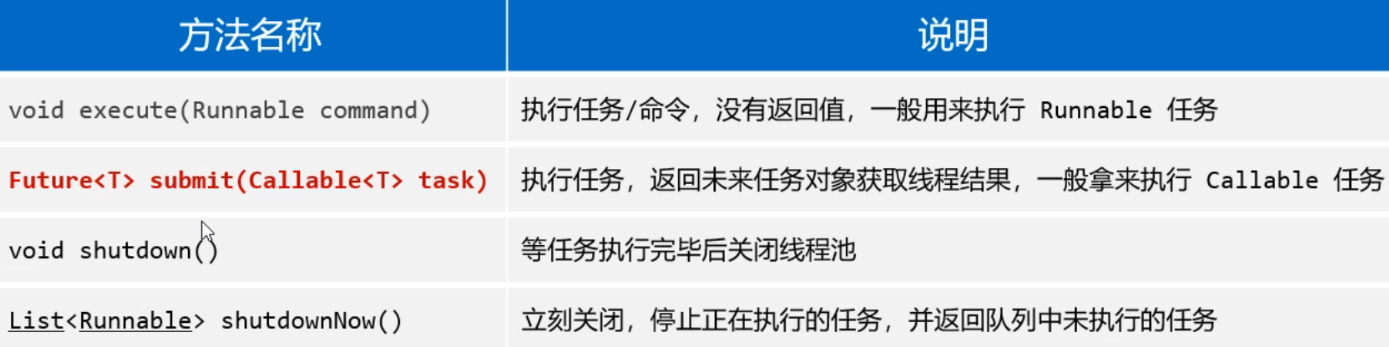 方法名称 说明
void execute(Runnable command) 执行任务/命令，没有返回值，一般用来执行 Runnable 任务
Future<T> submit(Callable<T> task) 执行任务，返回未来任务对象获取线程结果，一般拿来执行 Callable 任务
void shutdown() 等任务执行完毕后关闭线程池
List<Runnable> shutdownNow() 立刻关闭，停止正在执行的任务，并返回队列中未执行的任务